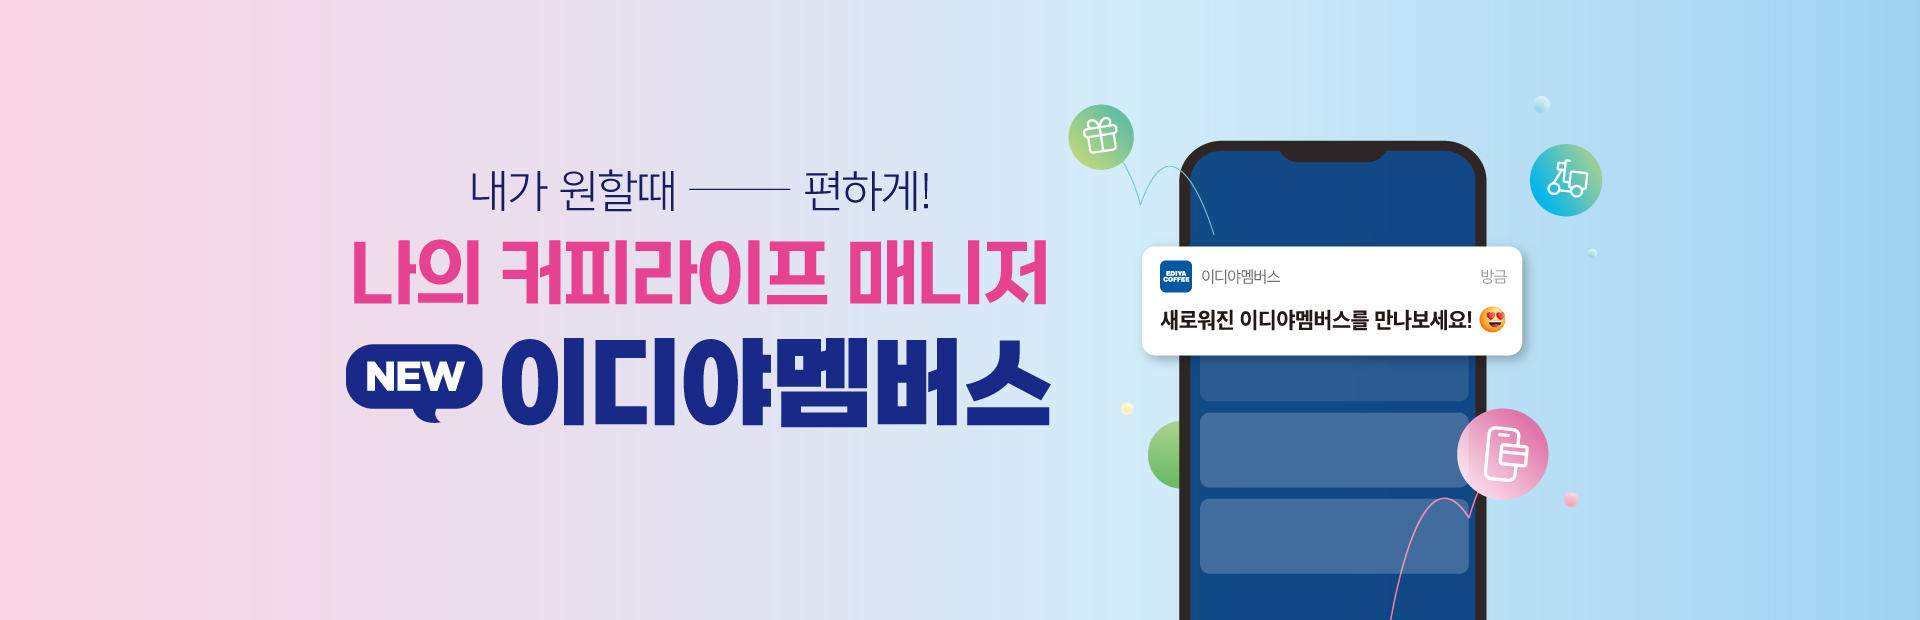 내가 원할때 ── 편하게!
나의 커피라이프 매니저
NEW 이디야멤버스
EDIYA
COFFEE
이디야멤버스 방금
새로워진 이디야멤버스를 만나보세요! 😍